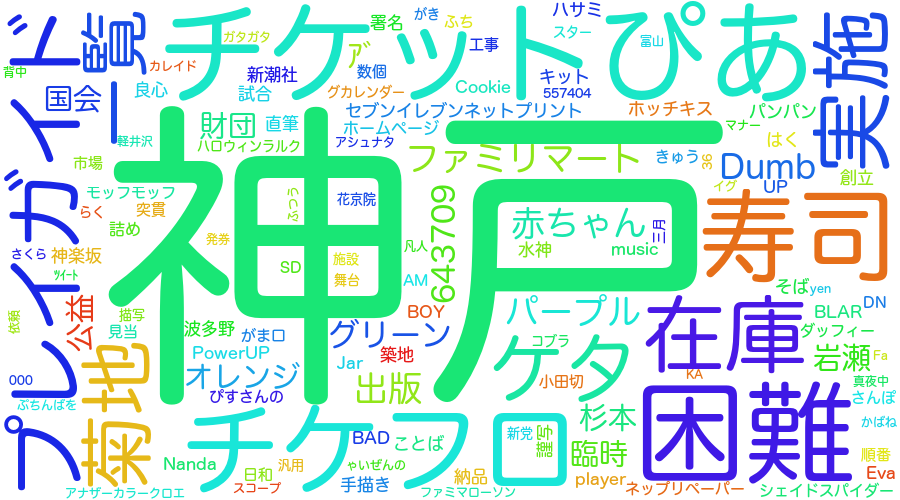 チケットぴあ
神戸
寿司
困難
在庫
実施
菊地
プレイガイド
一覧
チケフロ
ケタ
国会
ファミリマート
赤ちゃん
643709
グリーン
オレンジ
パープル
出版
財団
公益
Dumb
岩瀬
杉本
臨時
署名
がき
ふち
ハサミ
スター
富山
ガタガタ
カレイド
背中
良心
新潮社
試合
ア゛
数個
工事
Cookie
キット
557404
グカレンダー
セブンイレブンネットプリント
ホームページ
ホッチキス
パンパン
マナー
はく
直筆
ハロウィンラルク
アシュナタ
軽井沢
市場
きゅう
36
イグ
UP
創立
モッフモッフ
らく
突貫
詰め
ふつう
花京院
水神
music
三月
さくら
神楽坂
発券
凡人
ツイート
SD
施設
舞台
AM
そば
yen
BOY
BLAR
DN
ダッフィー
依頼
描写
見当
波多野
がま口
PowerUP
築地
Jar
コブラ
小田切
KA
Fa
真夜中
さんぽ
000
ぷちんぱを
ぴすさんの
かばね
BAD
ことば
新党
謹写
Nanda
日和
汎用
ゃいぜんの
納品
player
順番
Eva
スコープ
手描き
ファミマローソン
ネップリペーパー
シェイドスパイダー
アナザーカラークロエ